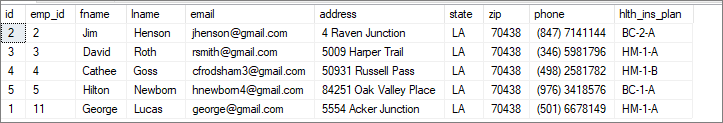 id emp_id fname lname email address state zip phone hlth_ins_plan
2 2 Jim Henson jhenson@gmail.com 4 Raven Junction LA 70438 (847) 7141144 BC-2-A
3 3 David Roth rsmith@gmail.com 5009 Harper Trail LA 70438 (346) 5981796 HM-1-A
4 4 Cathee Goss cfrodsham3@gmail.com 50931 Russell Pass LA 70438 (498) 2581782 HM-1-B
5 5 Hilton Newborn hnewborn4@gmail.com 84251 Oak Valley Place LA 70438 (976) 3418576 BC-1-A
1 11 George Lucas george@gmail.com 5554 Acker Junction LA 70438 (501) 6678149 HM-1-A